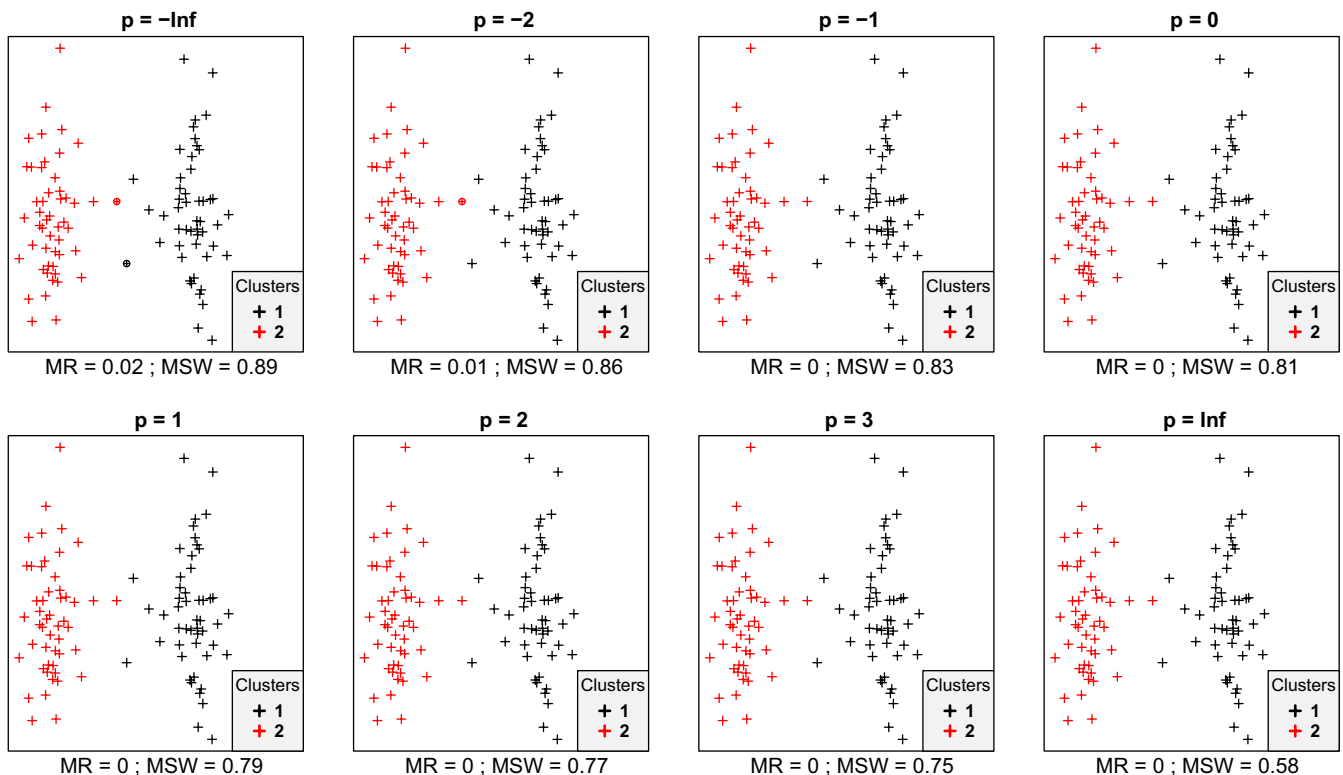 p = −Inf
p = −2
p = −1
p = 0
Clusters
1
2
Clusters
1
2
Clusters
1
2
Clusters
1
2
MR = 0.02 ; MSW = 0.89
MR = 0.01 ; MSW = 0.86
MR = 0 ; MSW = 0.83
MR = 0 ; MSW = 0.81
p = 1
p = 2
p = 3
p = Inf
Clusters
1
2
Clusters
1
2
Clusters
1
2
Clusters
1
2
MR = 0 ; MSW = 0.79
MR = 0 ; MSW = 0.77
MR = 0 ; MSW = 0.75
MR = 0 ; MSW = 0.58